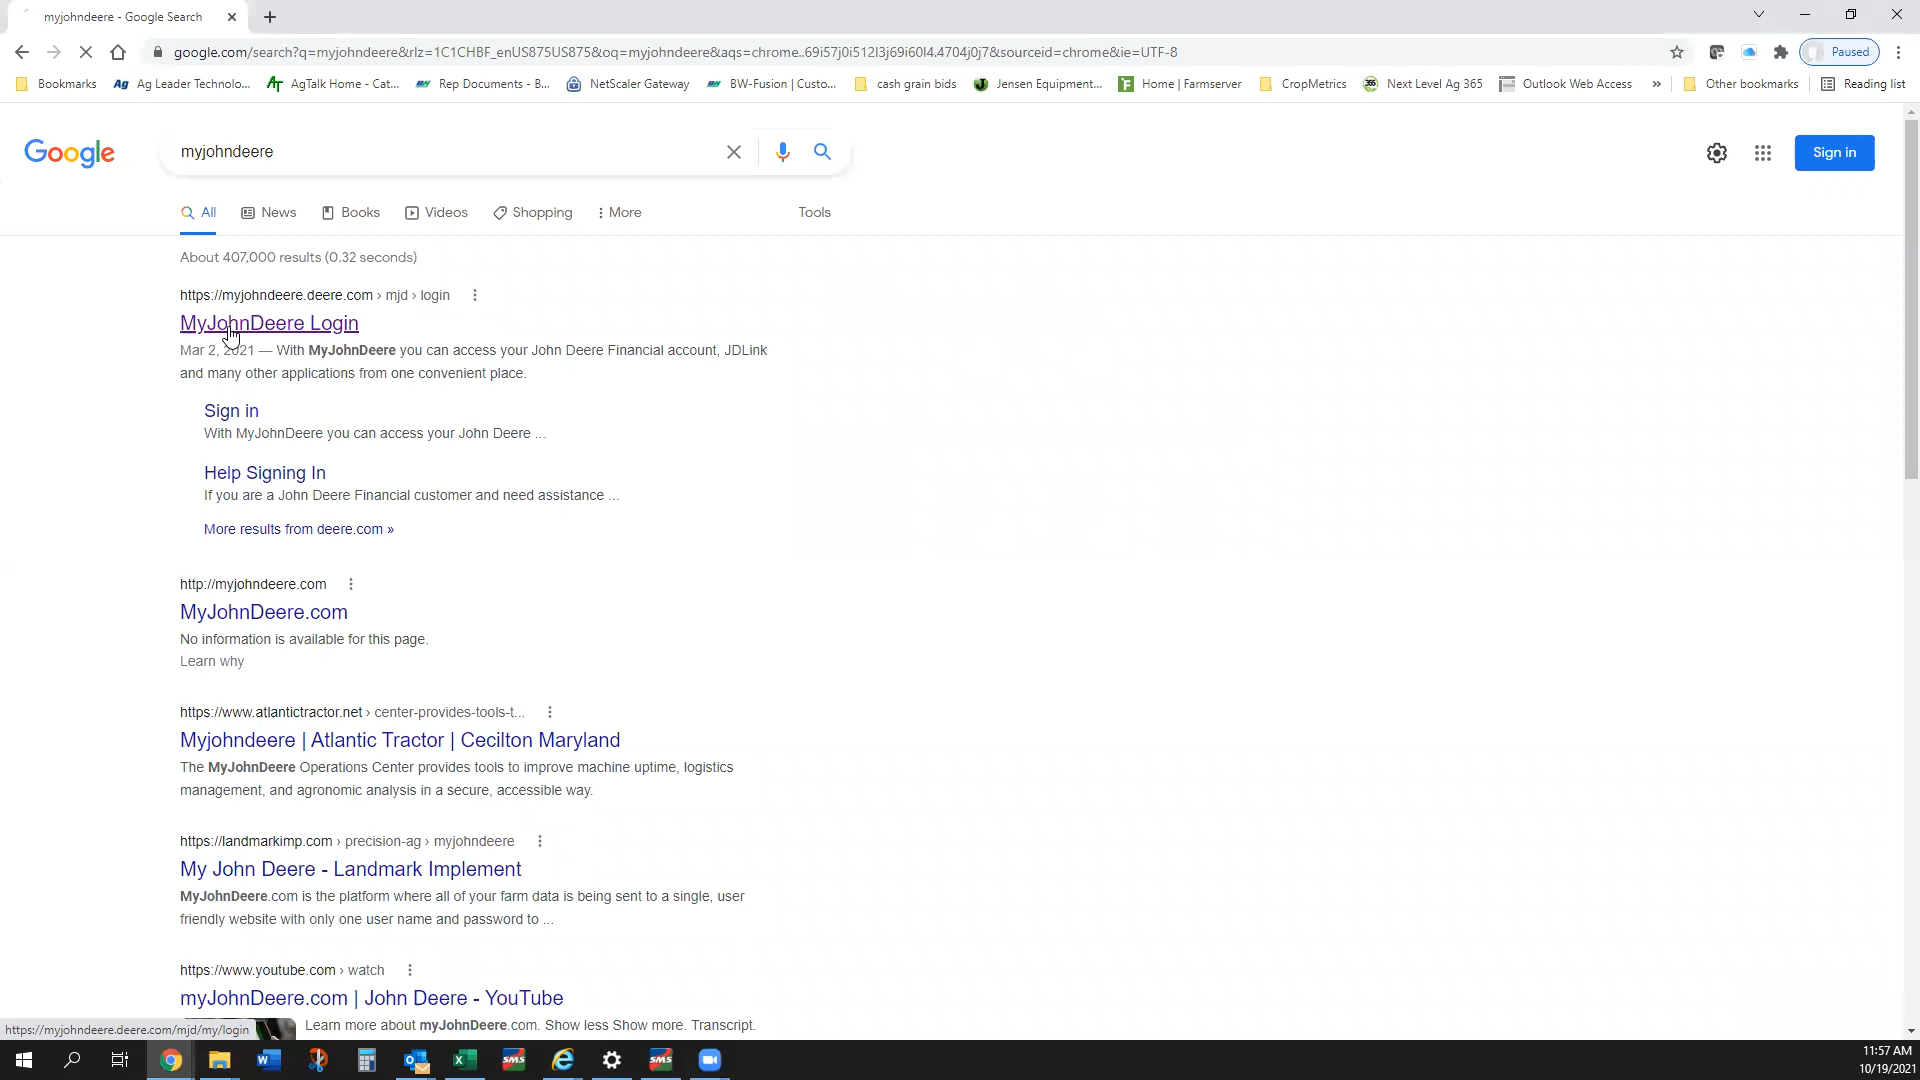 myjohndeere - Google Search
google.com/search?q=myjohndeere&rlz=1C1CHBF_enUS875US875&oq=myjohndeere&aqs=chrome..69i57j0i512l3j69i60l4.4704j0j7&sourceid=chrome&ie=UTF-8
Paused
Bookmarks Ag Ag Leader Technolo... AT AgTalk Home - Cat... Rep Documents - B... NetScaler Gateway BW-Fusion | Custo... cash grain bids J Jensen Equipment... F Home | Farmserver CropMetrics 365 Next Level Ag 365 Outlook Web Access » Other bookmarks Reading list
Google
myjohndeere
Sign in
All News Books Videos Shopping More Tools
About 407,000 results (0.32 seconds)
https://myjohndeere.deere.com › mjd › login
MyJohnDeere Login
Mar 2, 2021 — With MyJohnDeere you can access your John Deere Financial account, JDLink
and many other applications from one convenient place.
Sign in
With MyJohnDeere you can access your John Deere ...
Help Signing In
If you are a John Deere Financial customer and need assistance ...
More results from deere.com »
http://myjohndeere.com
MyJohnDeere.com
No information is available for this page.
Learn why
https://www.atlantictractor.net › center-provides-tools-t...
Myjohndeere | Atlantic Tractor | Cecilton Maryland
The MyJohnDeere Operations Center provides tools to improve machine uptime, logistics
management, and agronomic analysis in a secure, accessible way.
https://landmarkimp.com › precision-ag › myjohndeere
My John Deere - Landmark Implement
MyJohnDeere.com is the platform where all of your farm data is being sent to a single, user
friendly website with only one user name and password to ...
https://www.youtube.com › watch
myJohnDeere.com | John Deere - YouTube
Learn more about myJohnDeere.com. Show less Show more. Transcript.
https://myjohndeere.deere.com/mjd/my/login
SMS
SMS
11:57 AM
10/19/2021